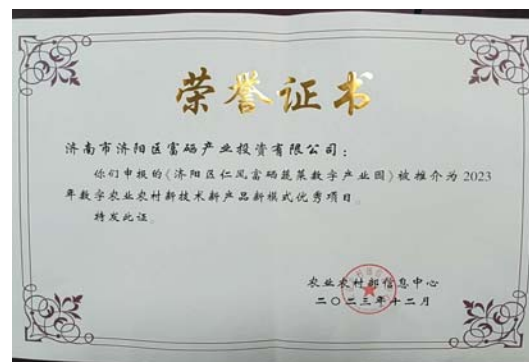 荣誉证书
济南市济阳区富硒产业投资有限公司：
你们申报的《济阳区仁风富硒蔬菜数字产业园》被推介为 2023
年数字农业农村新技术新产品新模式优秀项目。
特发此证。
农业农村部信息中心
二〇二三年十二月